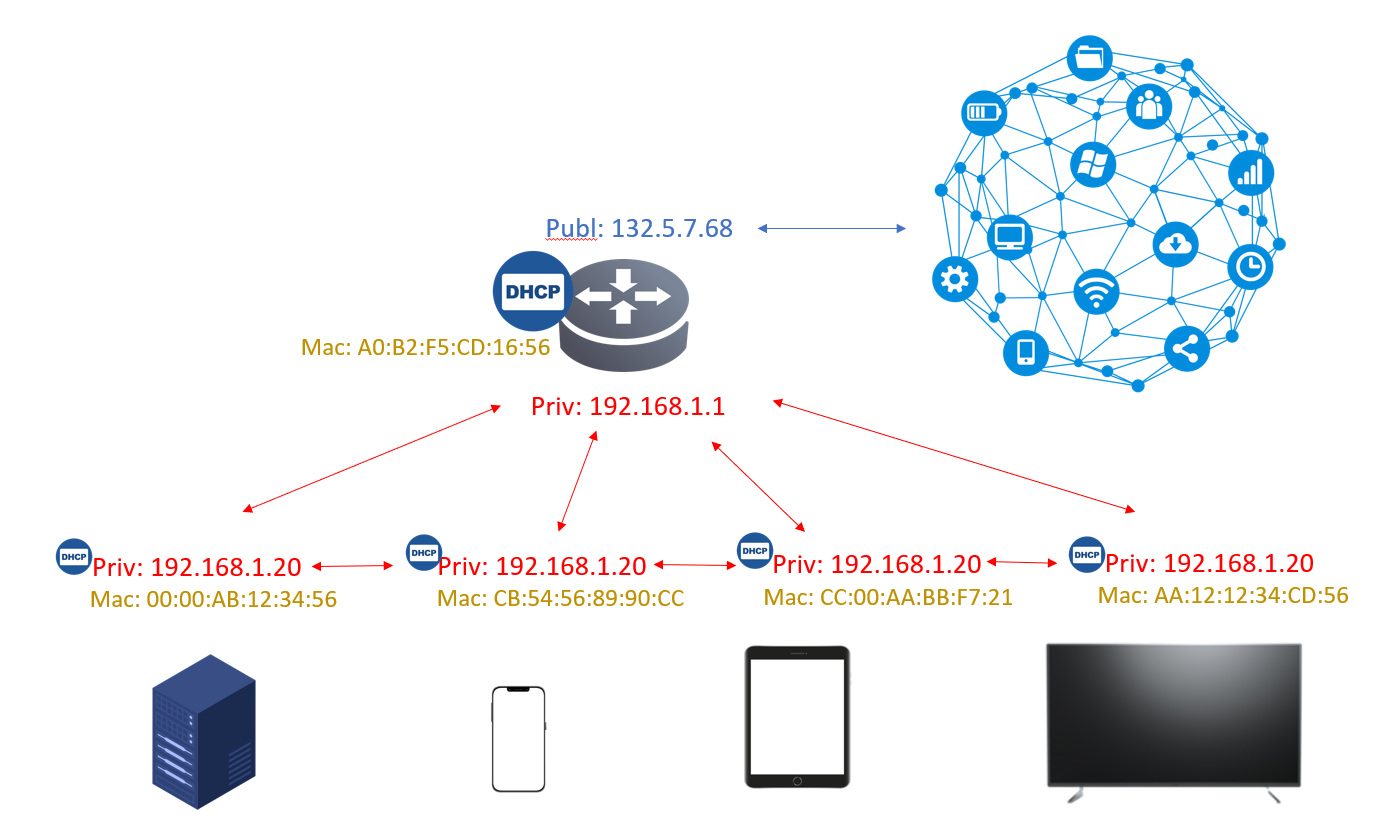 Publ: 132.5.7.68
DHCP
Mac: A0:B2:F5:CD:16:56
Priv: 192.168.1.1
DHCP
Priv: 192.168.1.20
Mac: 00:00:AB:12:34:56
DHCP
Priv: 192.168.1.20
Mac: CB:54:56:89:90:CC
DHCP
Priv: 192.168.1.20
Mac: CC:00:AA:BB:F7:21
DHCP
Priv: 192.168.1.20
Mac: AA:12:12:34:CD:56